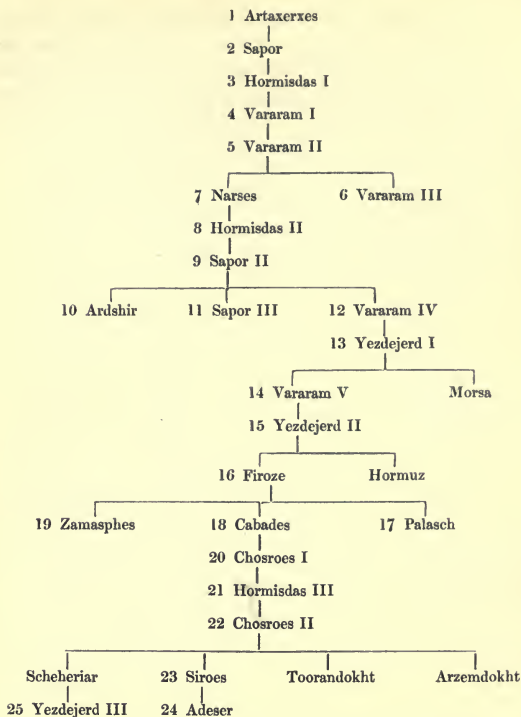 1 Artaxerxes
2 Sapor
3 Hormisdas I
4 Vararam I
5 Vararam II
7 Narses 6 Vararam III
8 Hormisdas II
9 Sapor II
10 Ardshir 11 Sapor III 12 Vararam IV
13 Yezdejerd I
14 Vararam V Morsa
15 Yezdejerd II
16 Firoze Hormuz
19 Zamasphes 18 Cabades 17 Palasch
20 Chosroes I
21 Hormisdas III
22 Chosroes II
Scheheriar 23 Siroes Toorandokht Arzemdokht
25 Yezdejerd III 24 Adeser